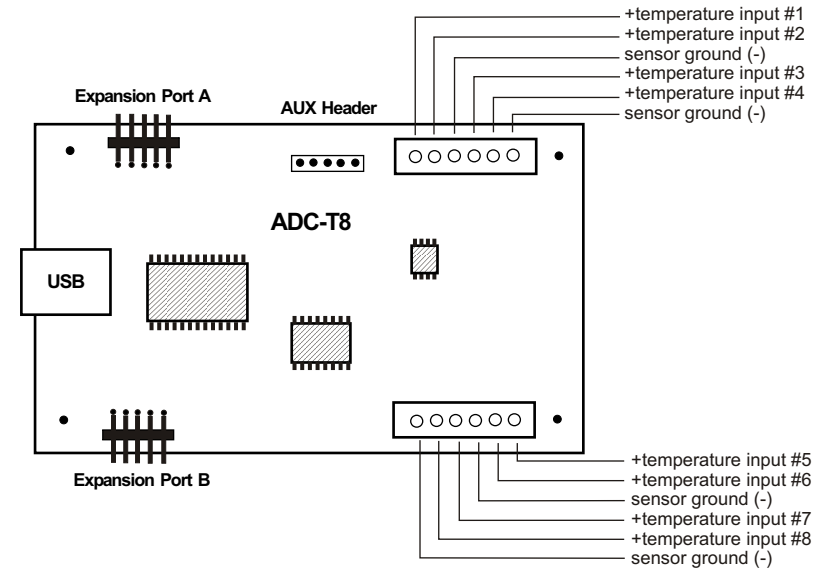 +temperature input #1
+temperature input #2
sensor ground (-)
+temperature input #3
+temperature input #4
sensor ground (-)
Expansion Port A
AUX Header
ADC-T8
USB
Expansion Port B
+temperature input #5
+temperature input #6
sensor ground (-)
+temperature input #7
+temperature input #8
sensor ground (-)